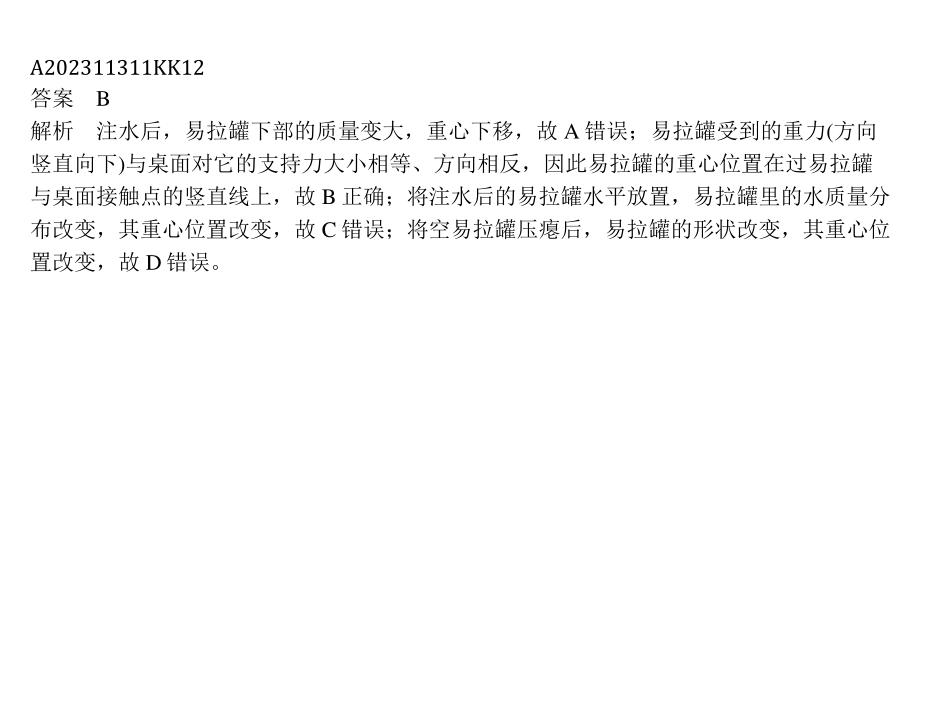 A202311311KK12
答案　B
解析　注水后，易拉罐下部的质量变大，重心下移，故 A 错误；易拉罐受到的重力(方向
竖直向下)与桌面对它的支持力大小相等、方向相反，因此易拉罐的重心位置在过易拉罐
与桌面接触点的竖直线上，故 B 正确；将注水后的易拉罐水平放置，易拉罐里的水质量分
布改变，其重心位置改变，故 C 错误；将空易拉罐压瘪后，易拉罐的形状改变，其重心位
置改变，故 D 错误。